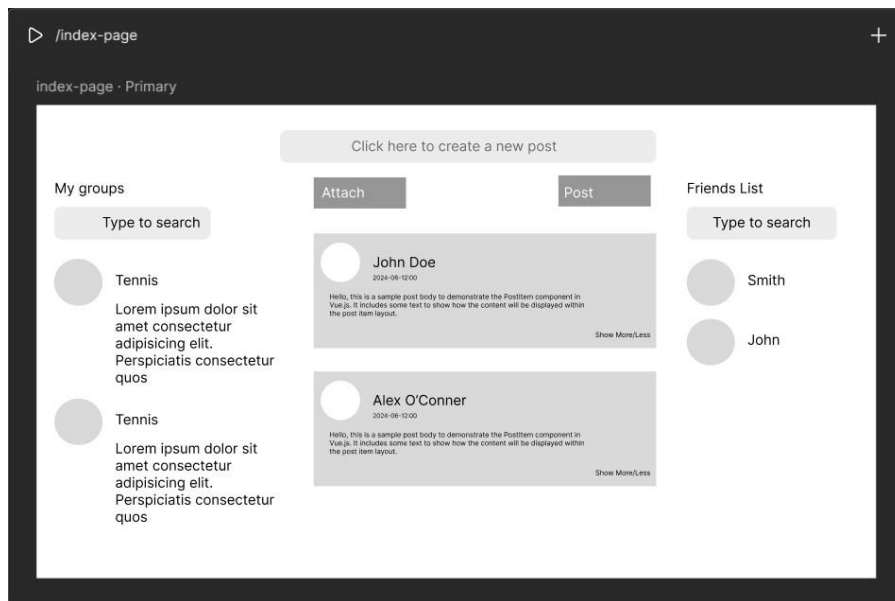 /index-page
index-page · Primary
Click here to create a new post
My groups
Type to search
Tennis
Lorem ipsum dolor sit
amet consectetur
adipisicing elit.
Perspiciatis consectetur
quos
Tennis
Lorem ipsum dolor sit
amet consectetur
adipisicing elit.
Perspiciatis consectetur
quos
Attach
Post
John Doe
2024-06-12:00
Hello, this is a sample post body to demonstrate the PostItem component in
Vue.js. It includes some text to show how the content will be displayed within
the post item layout.
Show More/Less
Alex O’Conner
2024-06-12:00
Hello, this is a sample post body to demonstrate the PostItem component in
Vue.js. It includes some text to show how the content will be displayed within
the post item layout.
Show More/Less
Friends List
Type to search
Smith
John